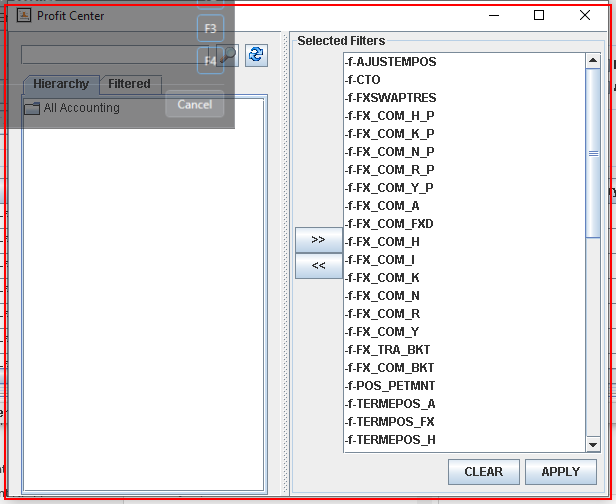 Profit Center
F3
F4
Hierarchy
Filtered
All Accounting
Cancel
Selected Filters
-f-AJUSTEMPOS
-f-CTO
-f-FXSWAPTRES
-f-FX_COM_H_P
-f-FX_COM_K_P
-f-FX_COM_N_P
-f-FX_COM_R_P
-f-FX_COM_Y_P
-f-FX_COM_A
-f-FX_COM_FXD
-f-FX_COM_H
-f-FX_COM_I
-f-FX_COM_K
-f-FX_COM_N
-f-FX_COM_R
-f-FX_COM_Y
-f-FX_TRA_BKT
-f-FX_COM_BKT
-f-POS_PETMNT
-f-TERMEPOS_A
-f-TERMPOS_FX
-f-TERMEPOS_H
>>
<<
CLEAR
APPLY